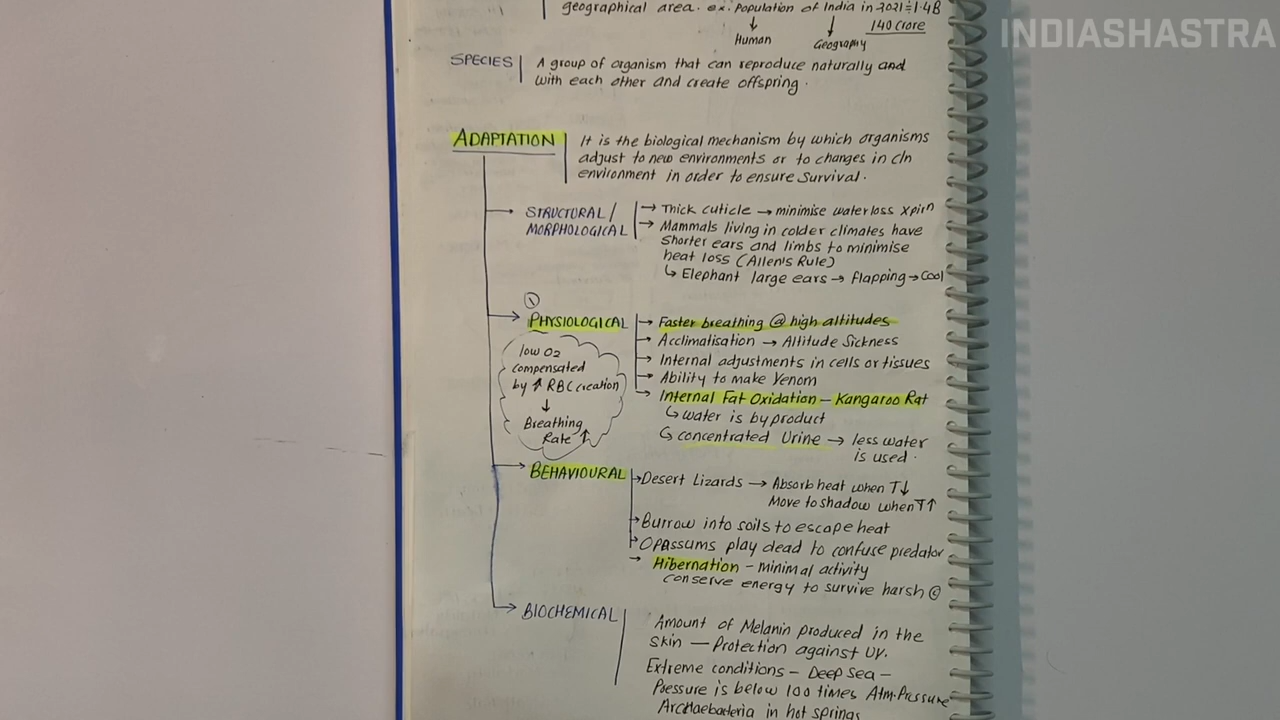 geographical area. ex. Population of India in 2021 ÷ 1.4B
↓ ↓ 140 Crore
Human Geography
SPECIES | A group of organism that can reproduce naturally and
with each other and create offspring.
ADAPTATION | It is the biological mechanism by which organisms
adjust to new environments or to changes in c/n
environment in order to ensure survival.
→ STRUCTURAL / MORPHOLOGICAL
→ Thick cuticle → minimise water loss xpirⁿ
→ Mammals living in colder climates have
shorter ears and limbs to minimise
heat loss (Allen's Rule)
↳ Elephant large ears → Flapping → Cool
①
→ PHYSIOLOGICAL
→ Faster breathing @ high altitudes
→ Acclimatisation → Altitude Sickness
→ Internal adjustments in cells or tissues
→ Ability to make Venom
→ Internal Fat Oxidation – Kangaroo Rat
↳ water is by product
↳ concentrated Urine → less water
is used.
low O2
compensated
by ↑ RBC creation
↓
Breathing
Rate ↑
→ BEHAVIOURAL
→ Desert Lizards → Absorb heat when T↓
Move to shadow when T↑
→ Burrow into soils to escape heat
→ Opassums play dead to confuse predator
→ Hibernation – minimal activity
conserve energy to survive harsh ©
→ BIOCHEMICAL
Amount of Melanin produced in the
skin — Protection against UV.
Extreme conditions – Deep sea –
Pressure is below 100 times Atm. Pressure
Archaebacteria in hot springs
INDIASHASTRA